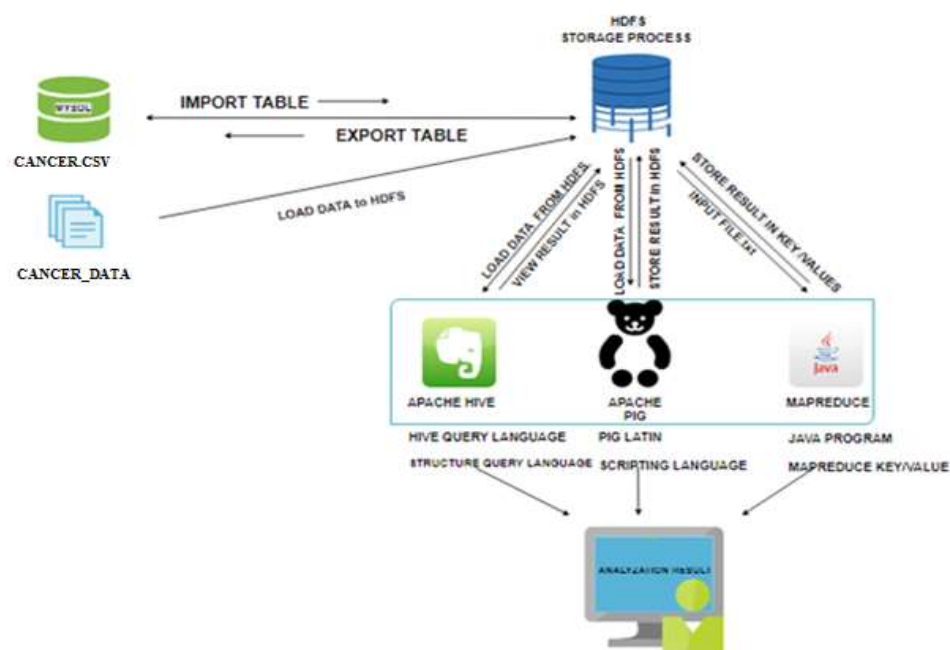 HDFS
STORAGE PROCESS
MYSQL
IMPORT TABLE
EXPORT TABLE
CANCER.CSV
LOAD DATA to HDFS
CANCER_DATA
LOAD DATA FROM HDFS
VIEW RESULT in HDFS
LOAD DATA FROM HDFS
STORE RESULT in HDFS
STORE RESULT IN KEY /VALUES
INPUT FILE.txt
Java
APACHE HIVE
APACHE
PIG
MAPREDUCE
HIVE QUERY LANGUAGE
PIG LATIN
JAVA PROGRAM
STRUCTURE QUERY LANGUAGE
SCRIPTING LANGUAGE
MAPREDUCE KEY/VALUE
ANALYZATION RESULT